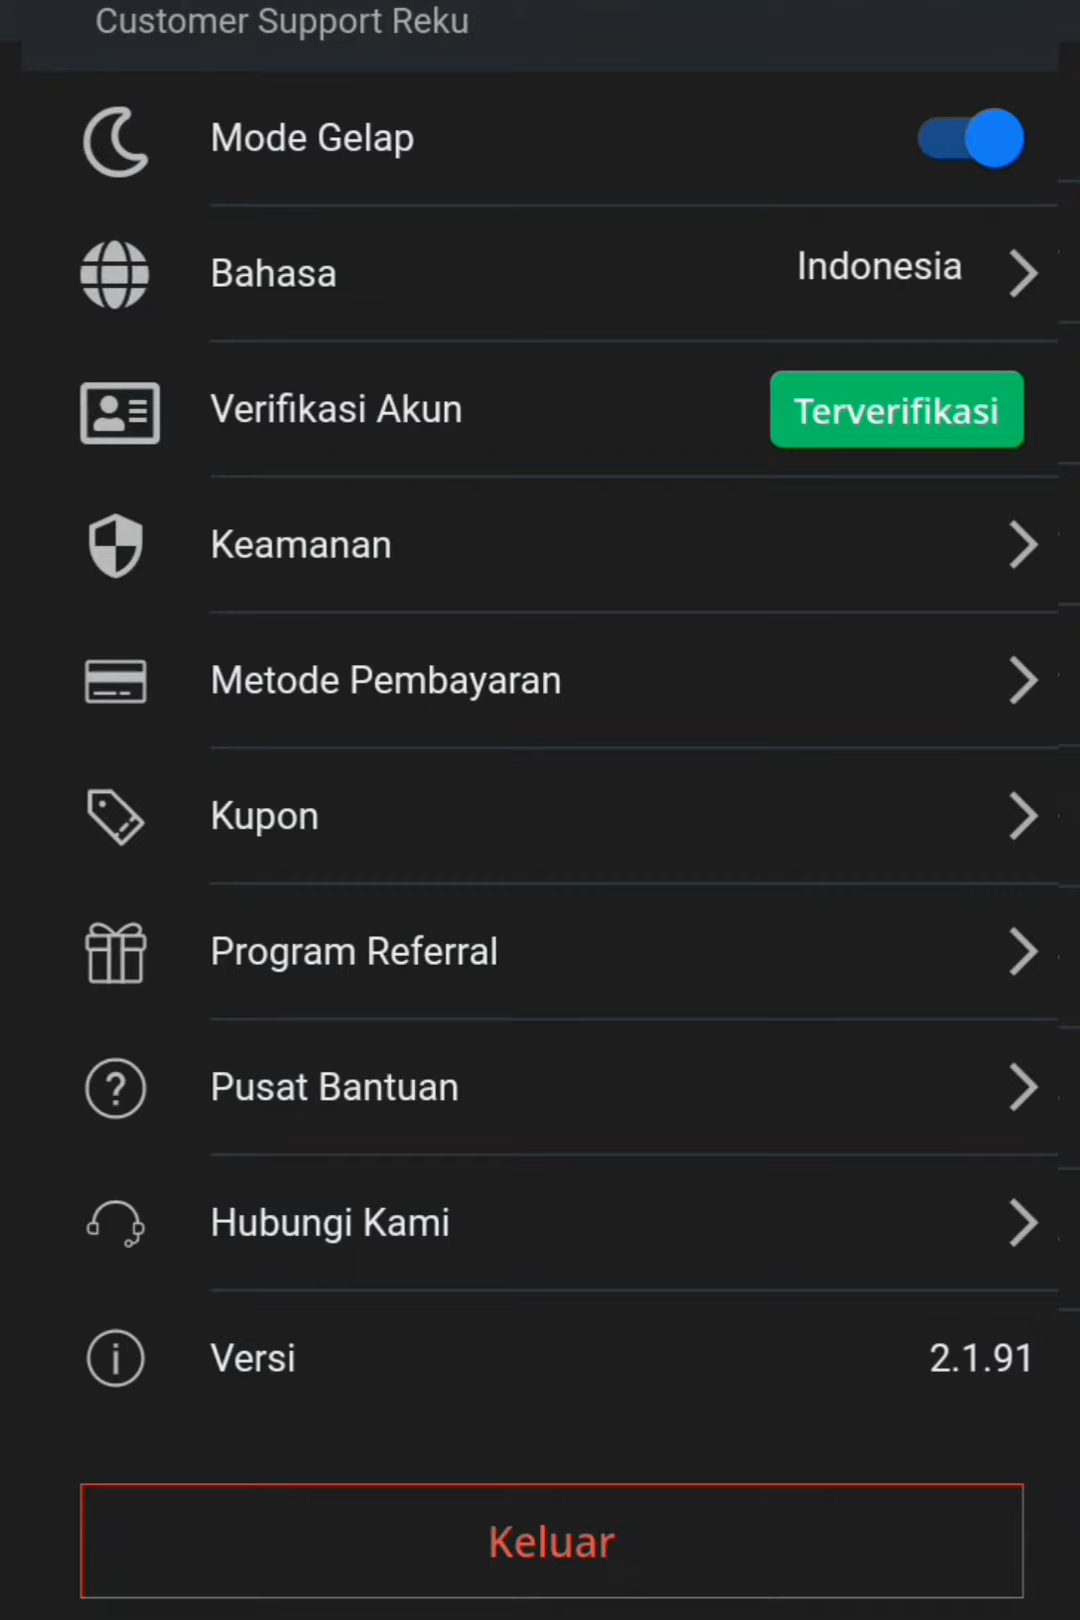 Customer Support Reku
Mode Gelap
Bahasa Indonesia
Verifikasi Akun Terverifikasi
Keamanan
Metode Pembayaran
Kupon
Program Referral
Pusat Bantuan
Hubungi Kami
Versi 2.1.91
Keluar